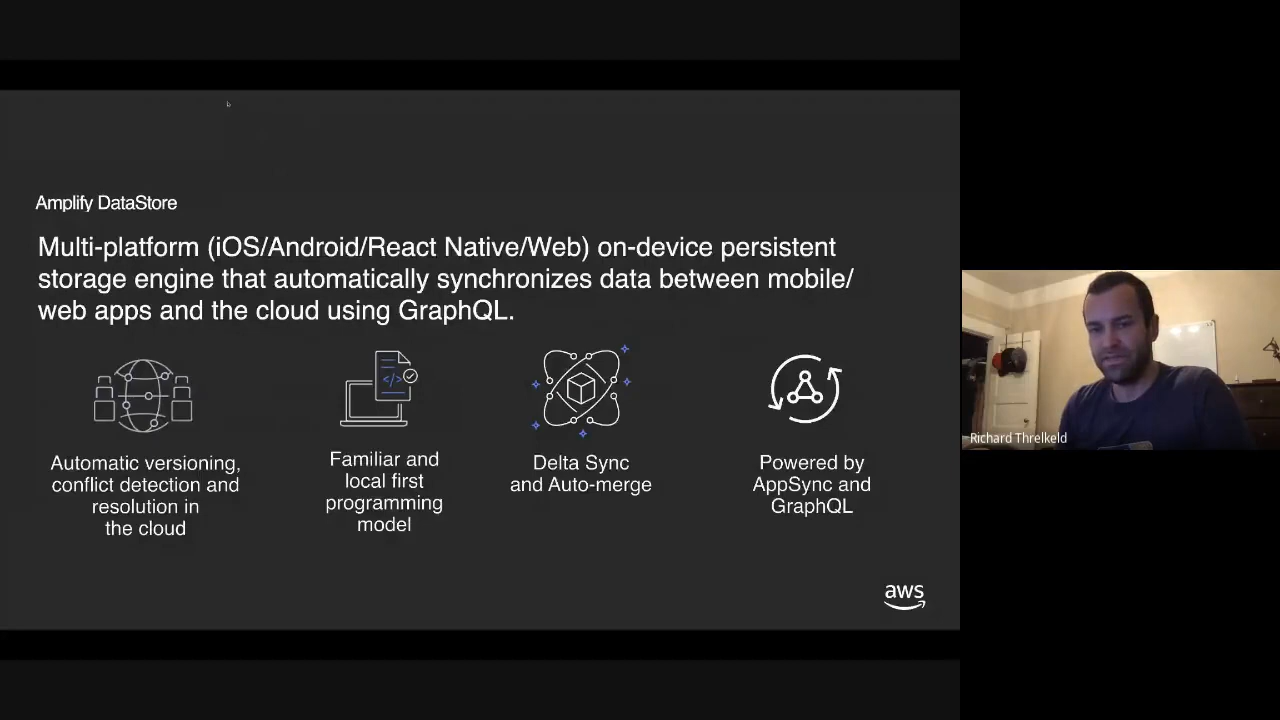 Amplify DataStore
Multi-platform (iOS/Android/React Native/Web) on-device persistent
storage engine that automatically synchronizes data between mobile/
web apps and the cloud using GraphQL.
</>
Automatic versioning,
conflict detection and
resolution in
the cloud
Familiar and
local first
programming
model
Delta Sync
and Auto-merge
Powered by
AppSync and
GraphQL
aws
Richard Threlkeld